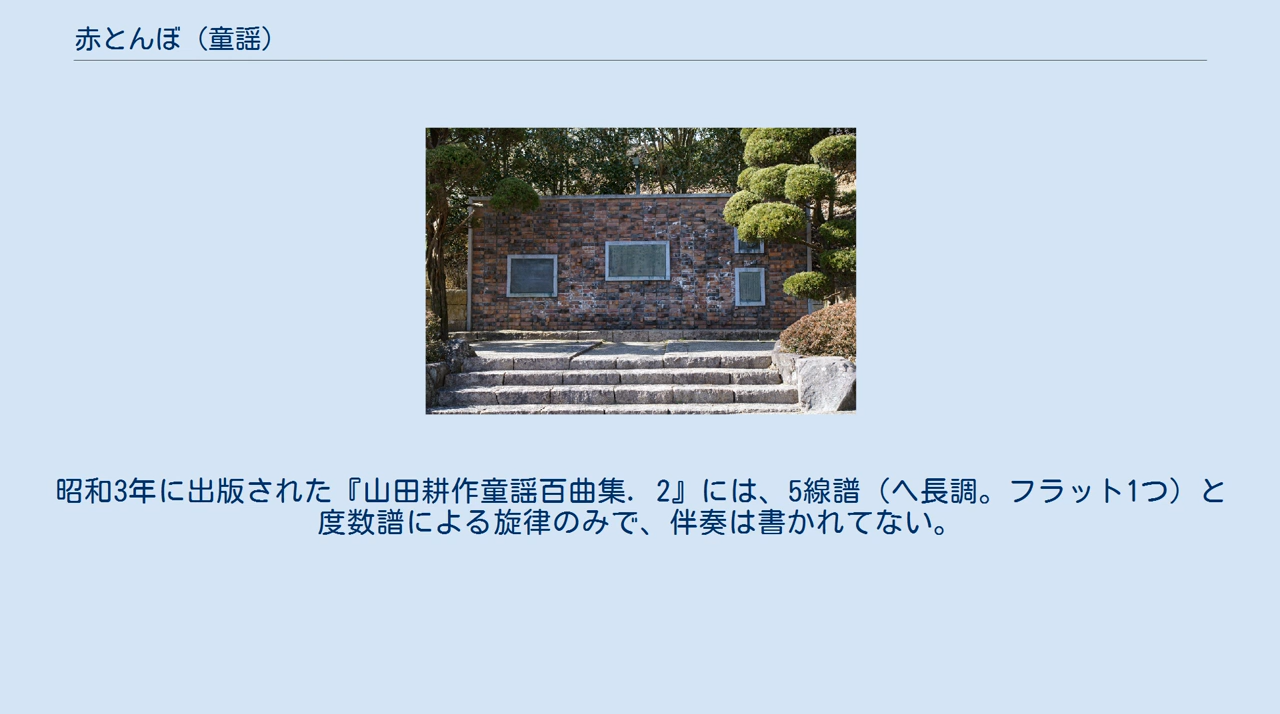 赤とんぼ（童謡）
昭和3年に出版された『山田耕作童謡百曲集．2』には、5線譜（ヘ長調。フラット1つ）と
度数譜による旋律のみで、伴奏は書かれてない。